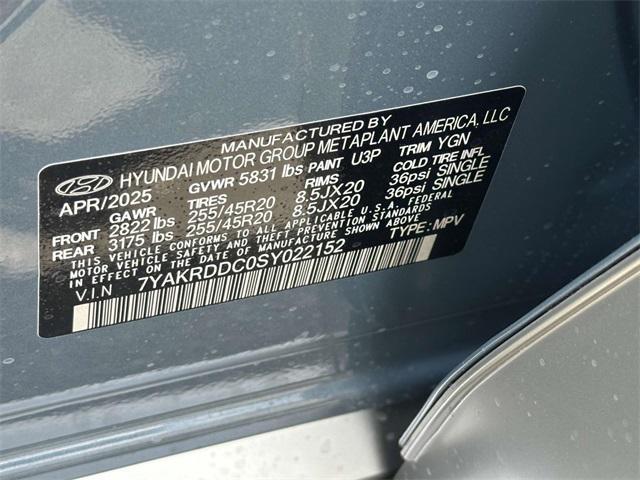 MANUFACTURED BY
HYUNDAI MOTOR GROUP METAPLANT AMERICA, LLC
APR/2025 GVWR 5831 lbs PAINT U3P TRIM YGN
GAWR TIRES RIMS COLD TIRE INFL
FRONT 2822 lbs 255/45R20 8.5JX20 36psi SINGLE
REAR 3175 lbs 255/45R20 8.5JX20 36psi SINGLE
THIS VEHICLE CONFORMS TO ALL APPLICABLE U.S.A. FEDERAL
MOTOR VEHICLE SAFETY AND THEFT PREVENTION STANDARDS
IN EFFECT ON THE DATE OF MANUFACTURE SHOWN ABOVE.
V.I.N 7YAKRDDC0SY022152 TYPE: MPV